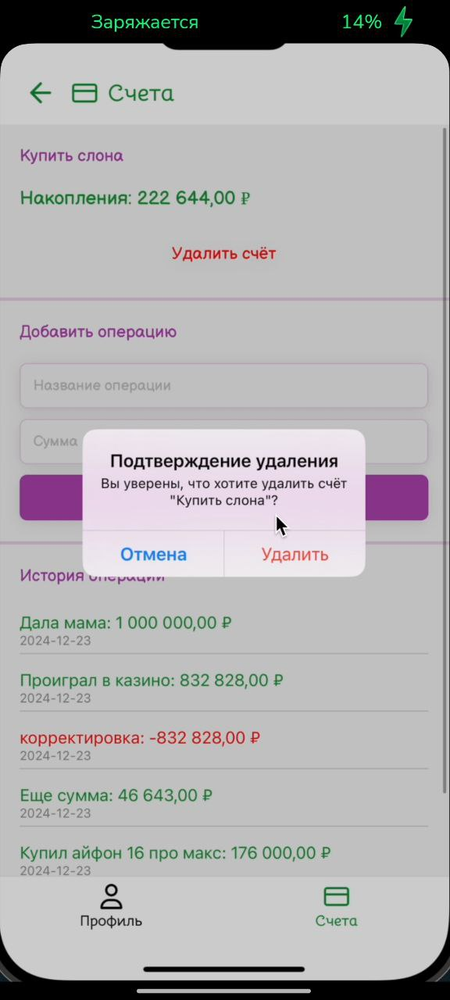 Заряжается 14%
Счета
Купить слона
Накопления: 222 644,00 ₽
Удалить счёт
Добавить операцию
Название операции
Сумма
Подтверждение удаления
Вы уверены, что хотите удалить счёт
"Купить слона"?
Отмена Удалить
История операций
Дала мама: 1 000 000,00 ₽
2024-12-23
Проиграл в казино: 832 828,00 ₽
2024-12-23
корректировка: -832 828,00 ₽
2024-12-23
Еще сумма: 46 643,00 ₽
2024-12-23
Купил айфон 16 про макс: 176 000,00 ₽
2024-12-23
Профиль Счета